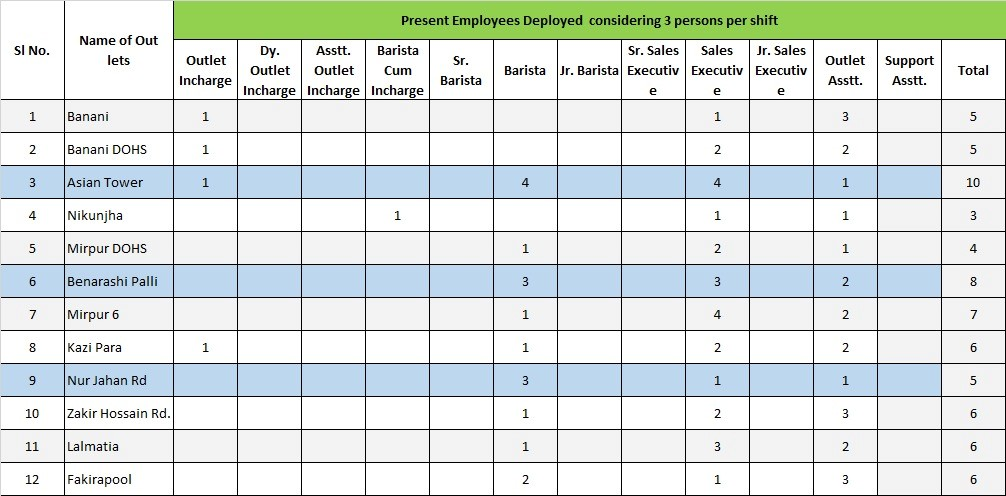 Present Employees Deployed  considering 3 persons per shift
Sl No. Name of Out lets Outlet Incharge Dy. Outlet Incharge Asstt. Outlet Incharge Barista Cum Incharge Sr. Barista Barista Jr. Barista Sr. Sales Executiv e Sales Executiv e Jr. Sales Executiv e Outlet Asstt. Support Asstt. Total
1 Banani 1 1 3 5
2 Banani DOHS 1 2 2 5
3 Asian Tower 1 4 4 1 10
4 Nikunjha 1 1 1 3
5 Mirpur DOHS 1 2 1 4
6 Benarashi Palli 3 3 2 8
7 Mirpur 6 1 4 2 7
8 Kazi Para 1 1 2 2 6
9 Nur Jahan Rd 3 1 1 5
10 Zakir Hossain Rd. 1 2 3 6
11 Lalmatia 1 3 2 6
12 Fakirapool 2 1 3 6